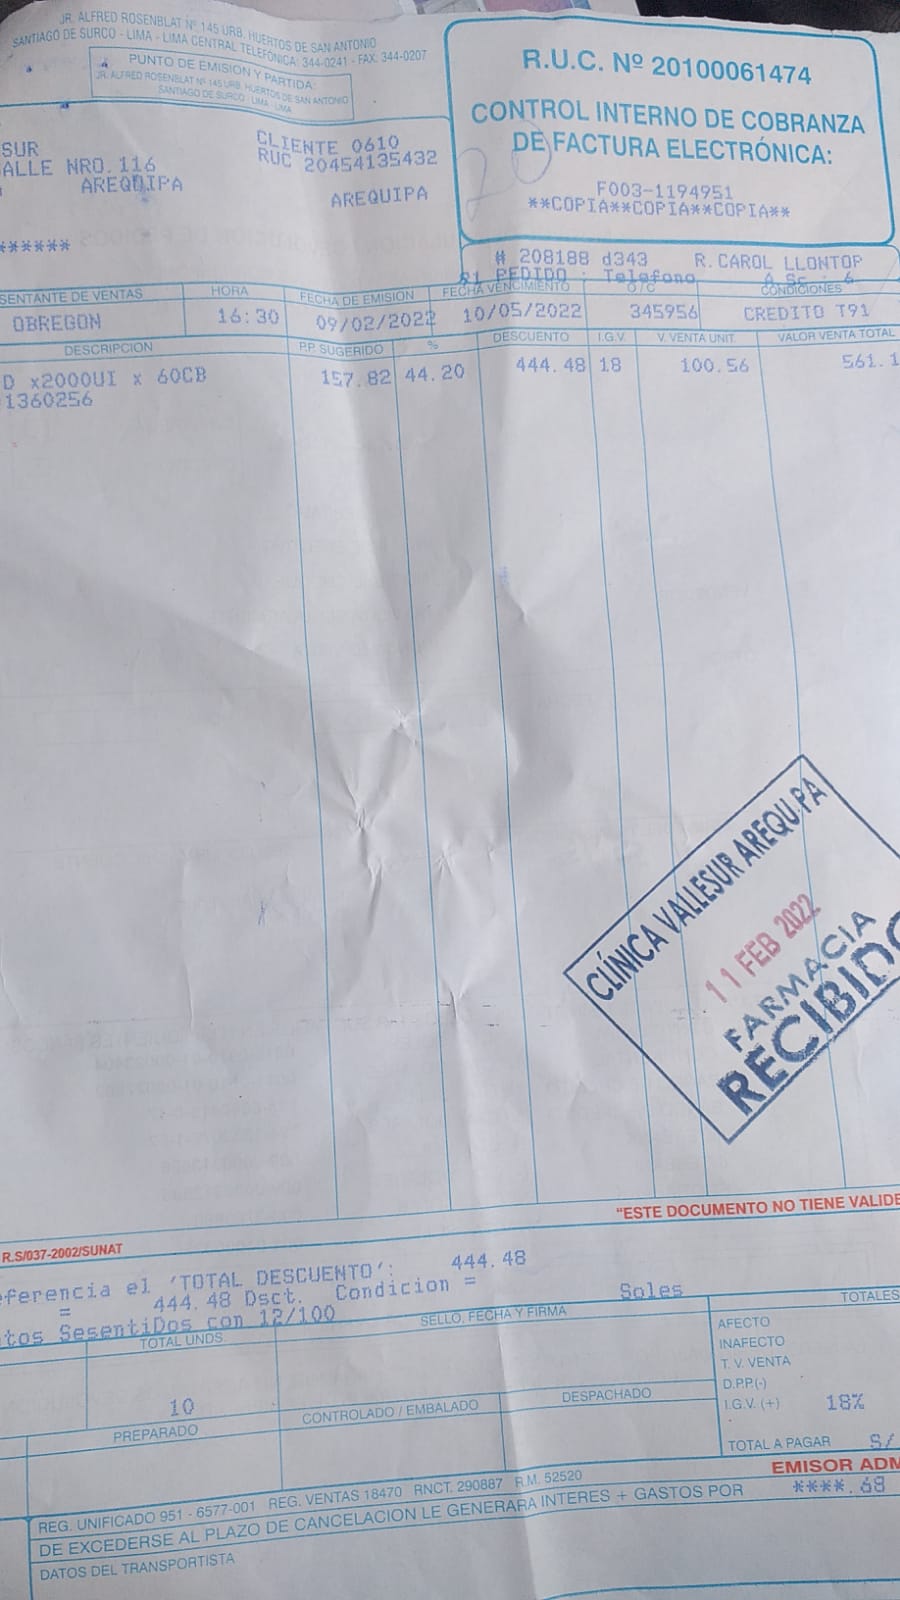 JR. ALFRED ROSENBLAT Nº 145 URB. HUERTOS DE SAN ANTONIO
SANTIAGO DE SURCO - LIMA - LIMA CENTRAL TELEFÓNICA: 344-0241 - FAX. 344-0207
PUNTO DE EMISION Y PARTIDA:
JR. ALFRED ROSENBLAT Nº 145 URB. HUERTOS DE SAN ANTONIO
SANTIAGO DE SURCO - LIMA - LIMA
R.U.C. Nº 20100061474
CONTROL INTERNO DE COBRANZA
DE FACTURA ELECTRÓNICA:
F003-1194951
**COPIA**COPIA**COPIA**
SUR
ALLE NRO.116
AREQUIPA
CLIENTE 0610
RUC 20454135432
AREQUIPA
******
# 208188 d343 R. CAROL LLONTOP
PEDIDO : Telefono
SENTANTE DE VENTAS HORA FECHA DE EMISION FECHA VENCIMIENTO O/C CONDICIONES
OBREGON 16:30 09/02/2022 10/05/2022 345956 CREDITO T91
DESCRIPCION P.P. SUGERIDO % DESCUENTO I.G.V. V. VENTA UNIT. VALOR VENTA TOTAL
D x2000UI x 60CB 157.82 44.20 444.48 18 100.56 561.1
1360256
CLÍNICA VALLESUR AREQUIPA
11 FEB 2022
FARMACIA
RECIBIDO
"ESTE DOCUMENTO NO TIENE VALIDE
R.S/037-2002/SUNAT
eferencia el 'TOTAL DESCUENTO': 444.48
= 444.48 Dsct. Condicion =
tos SesentiDos con 12/100 Soles
TOTAL UNDS SELLO, FECHA Y FIRMA TOTALES
AFECTO
INAFECTO
T. V. VENTA
D.P.P.(-)
I.G.V. (+) 18%
TOTAL A PAGAR S/
10
PREPARADO CONTROLADO / EMBALADO DESPACHADO
EMISOR ADM
****.68
REG. UNIFICADO 951 - 6577-001 REG. VENTAS 18470 RNCT. 290887 R.M. 52520
DE EXCEDERSE AL PLAZO DE CANCELACION LE GENERARA INTERES + GASTOS POR
DATOS DEL TRANSPORTISTA